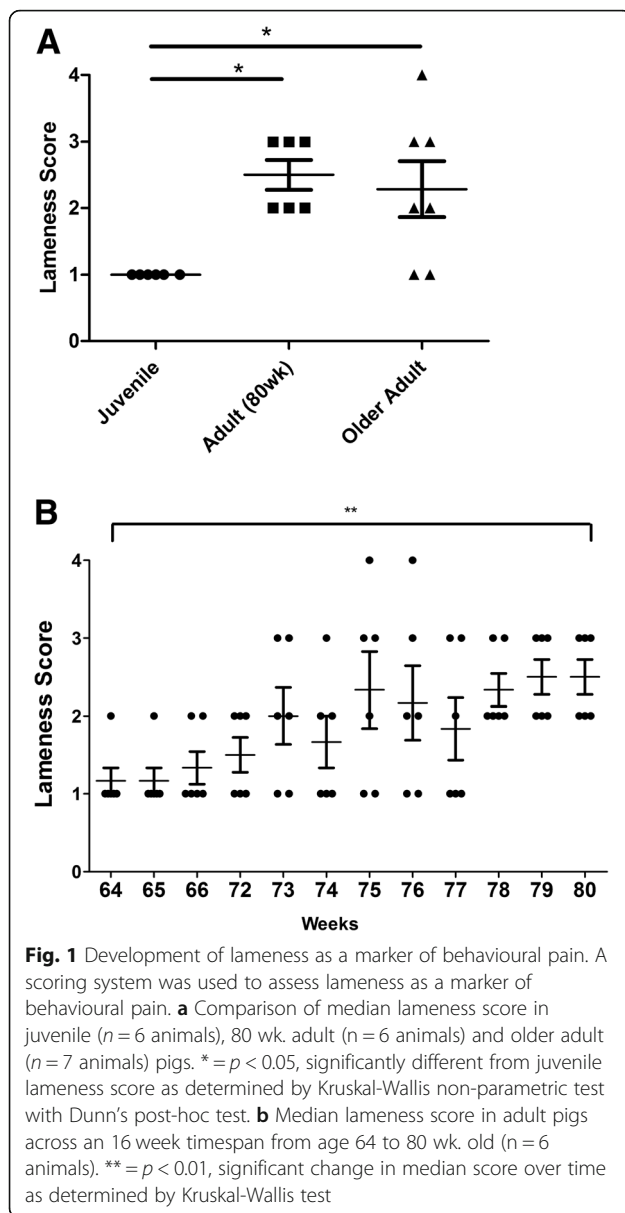 A
*
*
4
3
2
1
0
Lameness Score
Juvenile
Adult (80wk)
Older Adult
B
**
4
3
2
1
0
Lameness Score
64 65 66 72 73 74 75 76 77 78 79 80
Weeks
Fig. 1 Development of lameness as a marker of behavioural pain. A
scoring system was used to assess lameness as a marker of
behavioural pain. a Comparison of median lameness score in
juvenile (n = 6 animals), 80 wk. adult (n = 6 animals) and older adult
(n = 7 animals) pigs. * = p < 0.05, significantly different from juvenile
lameness score as determined by Kruskal-Wallis non-parametric test
with Dunn's post-hoc test. b Median lameness score in adult pigs
across an 16 week timespan from age 64 to 80 wk. old (n = 6
animals). ** = p < 0.01, significant change in median score over time
as determined by Kruskal-Wallis test